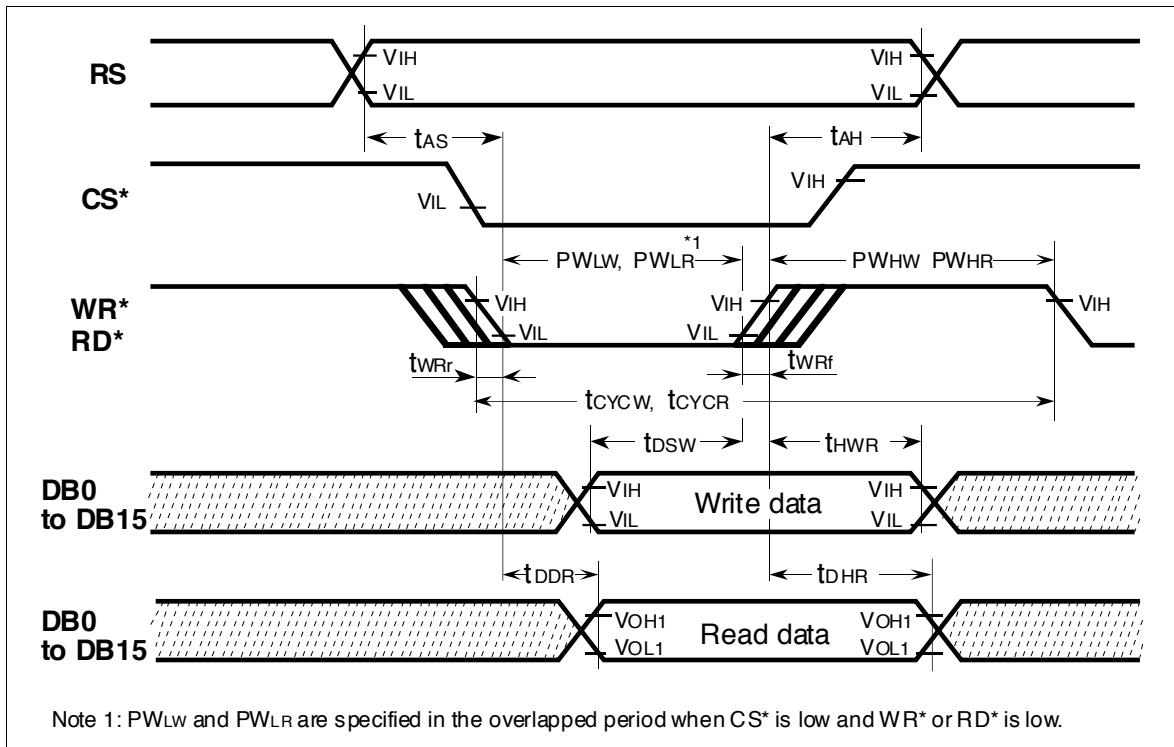 RS
VIH
VIL
VIH
VIL
tAS
tAH
CS*
VIL
VIH
PWLW, PWLR *1
PWHW PWHR
WR*
RD*
VIH
VIL
VIH
VIL
VIH
tWRr
tWRf
tCYCW, tCYCR
tDSW
tHWR
DB0
to DB15
VIH
VIL
Write data
VIH
VIL
tDDR
tDHR
DB0
to DB15
VOH1
VOL1
Read data
VOH1
VOL1
Note 1: PWLW and PWLR are specified in the overlapped period when CS* is low and WR* or RD* is low.